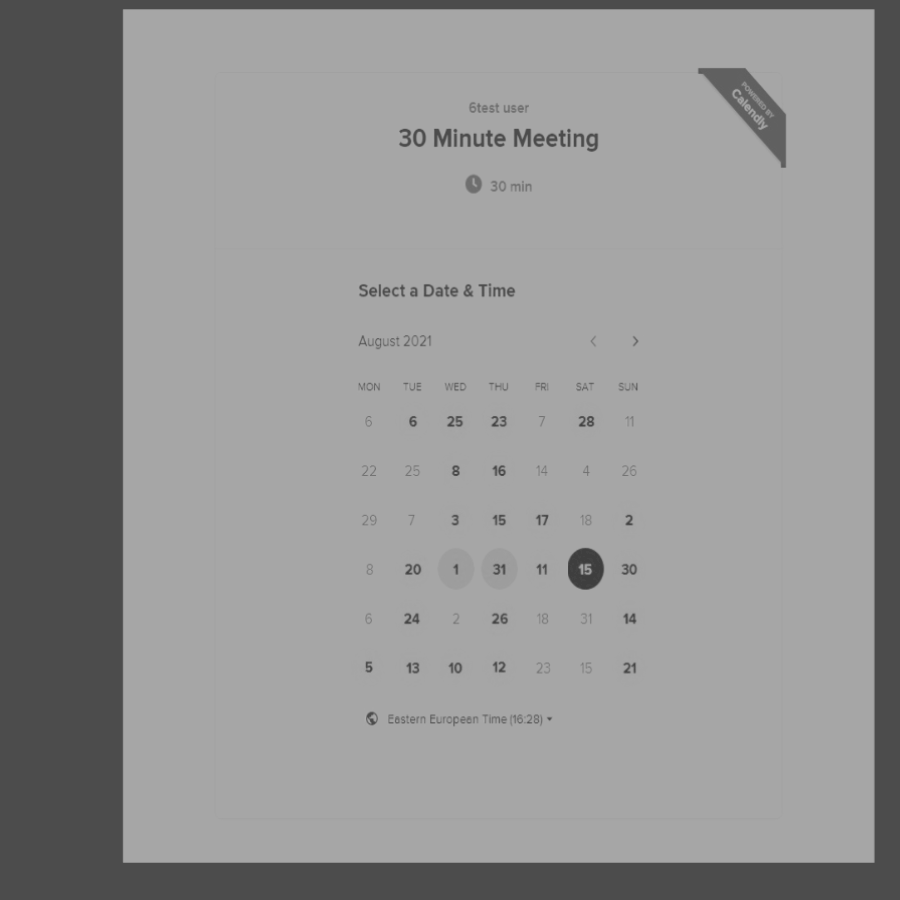 POWERED BY
Calendly
6test user
30 Minute Meeting
30 min
Select a Date & Time
August 2021
MON TUE WED THU FRI SAT SUN
6 6 25 23 7 28 11
22 25 8 16 14 4 26
29 7 3 15 17 18 2
8 20 1 31 11 15 30
6 24 2 26 18 31 14
5 13 10 12 23 15 21
Eastern European Time (16:28)